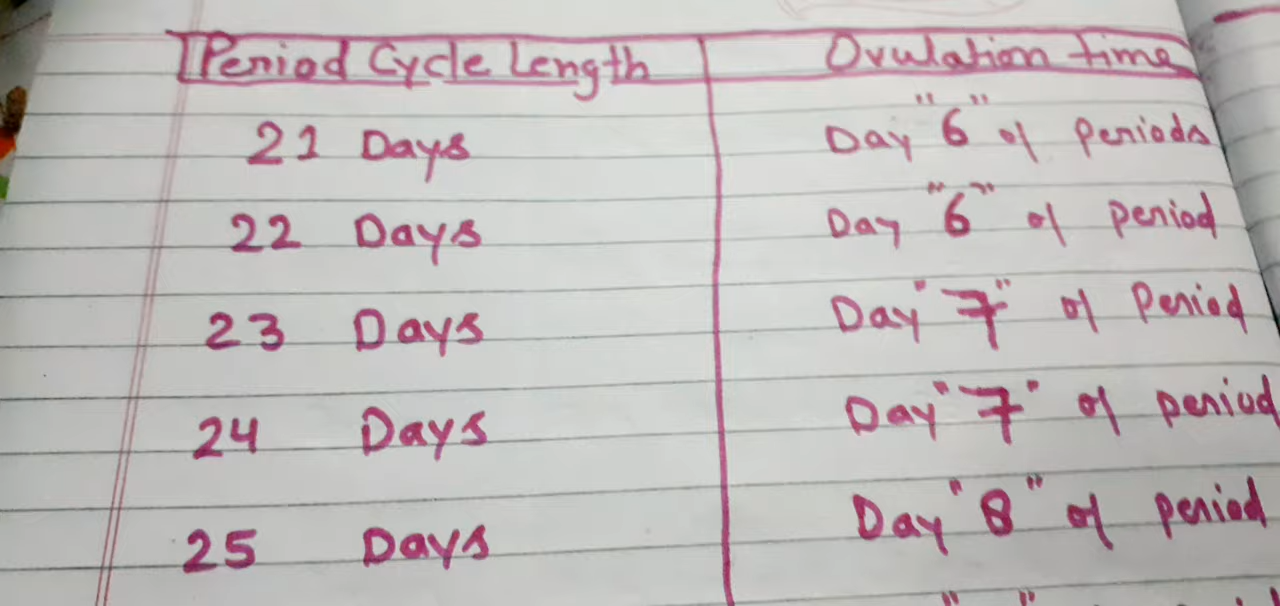 Period Cycle Length Ovulation time
21 Days Day "6" of Periods
22 Days Day "6" of period
23 Days Day "7" of Period
24 Days Day "7" of period
25 Days Day "8" of period